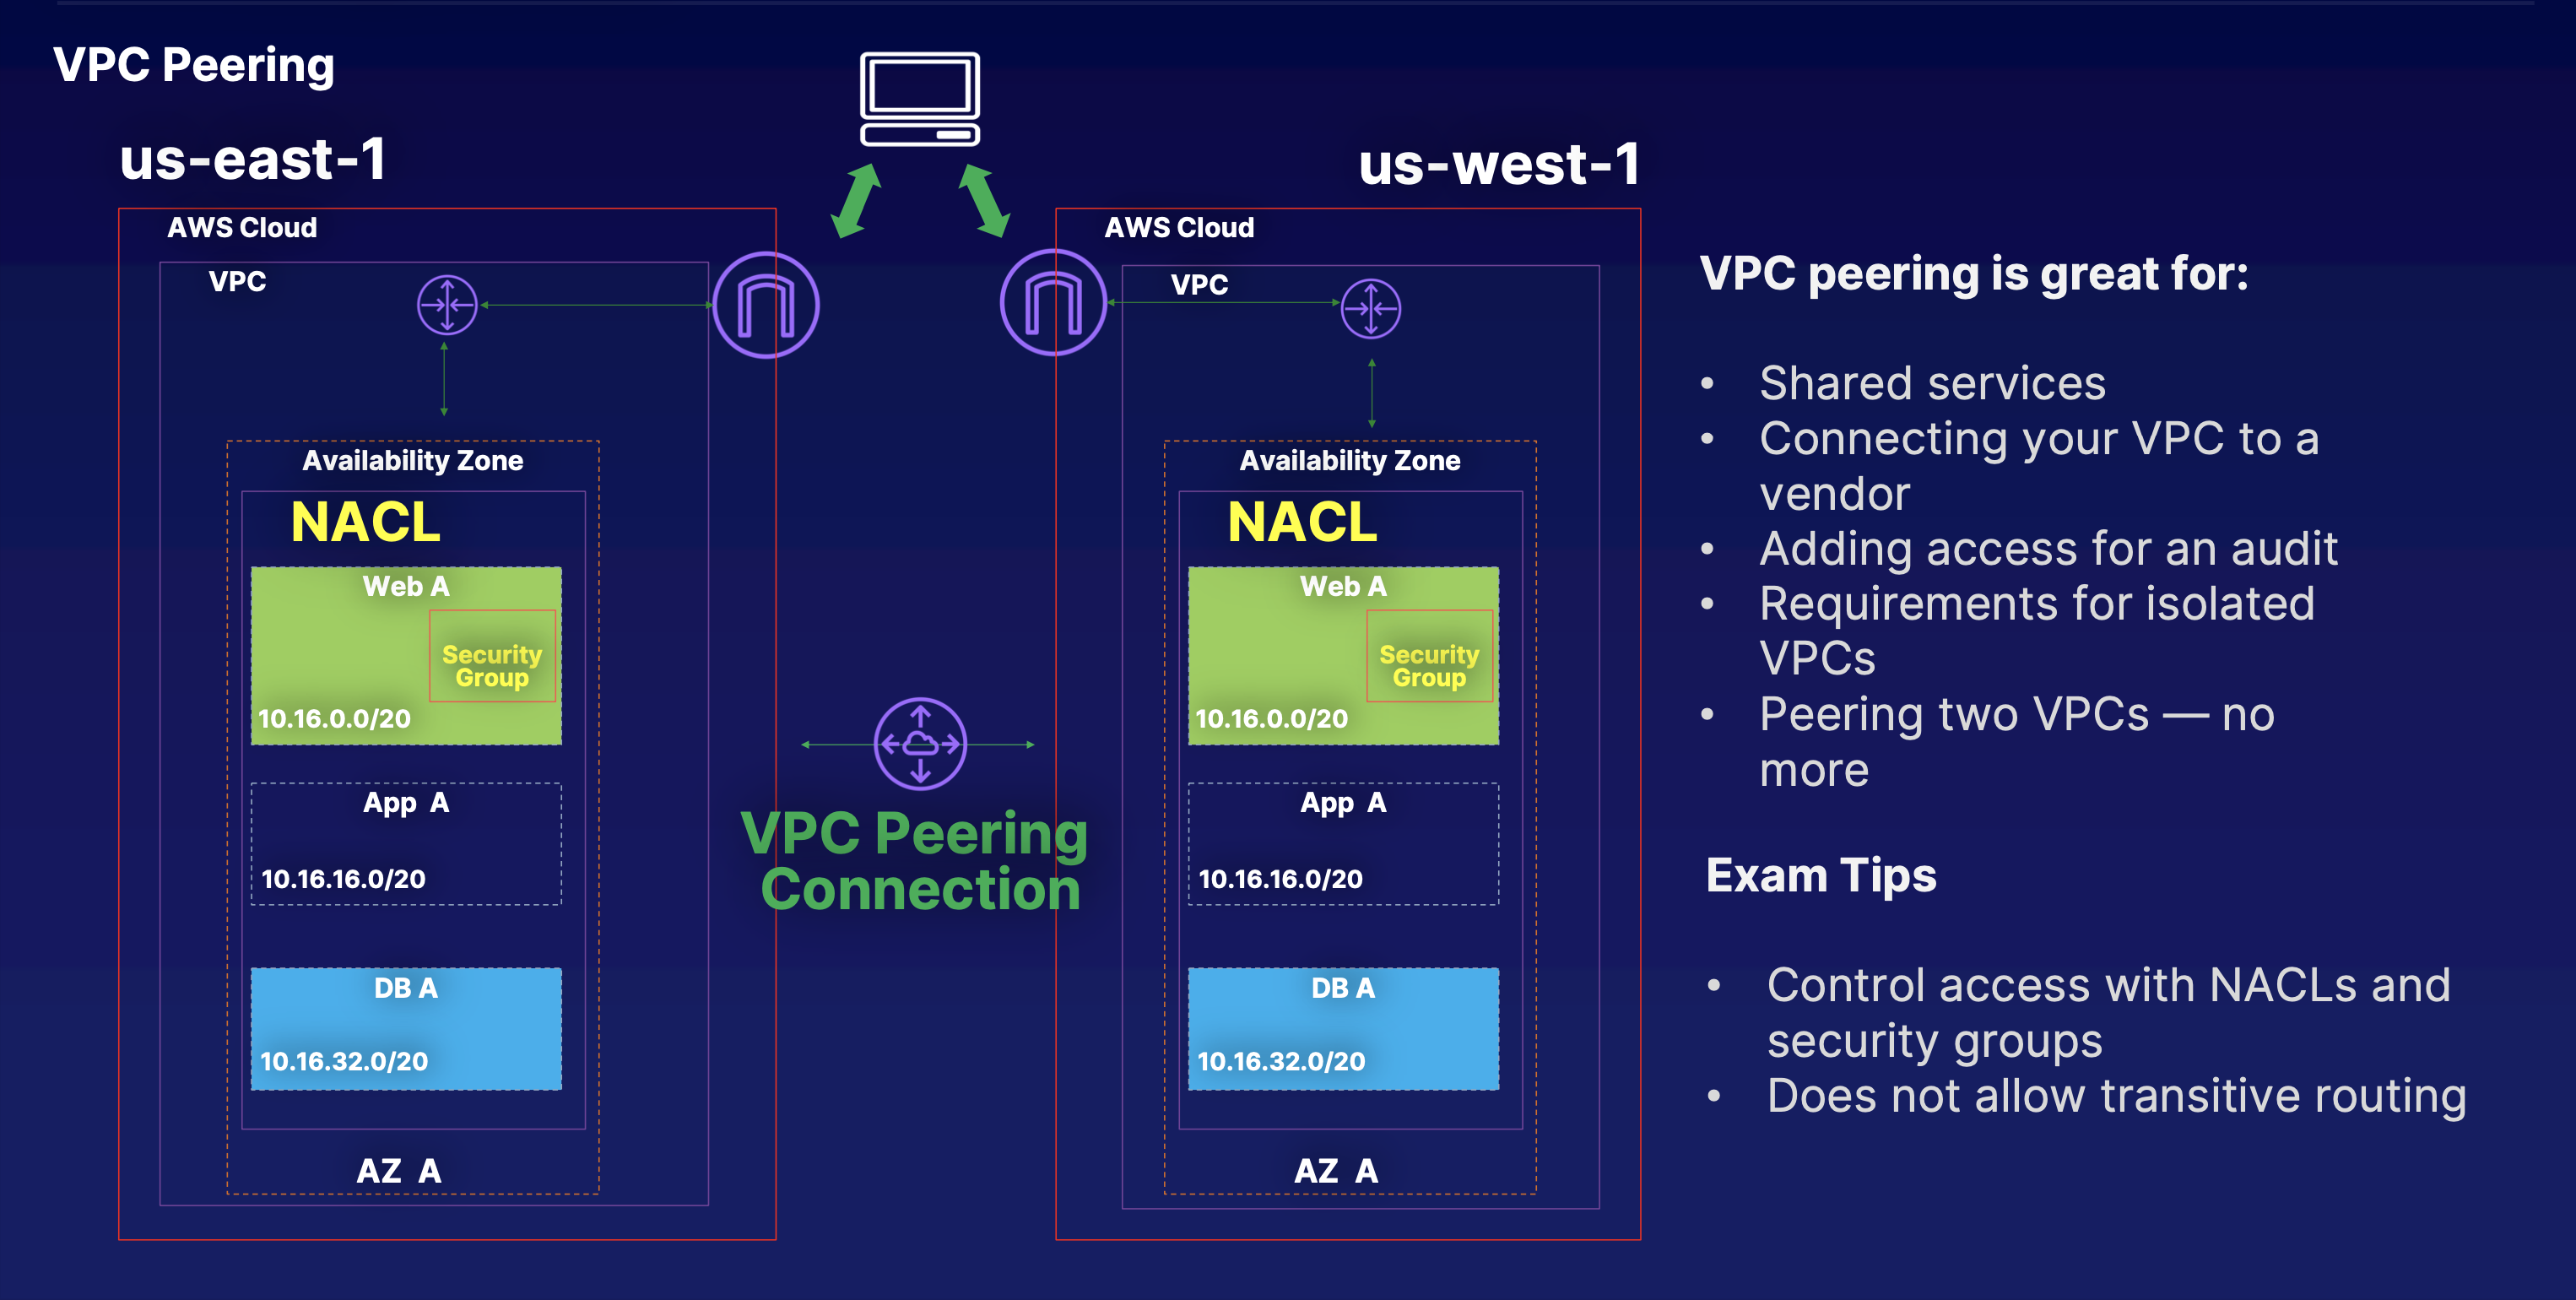 VPC Peering
us-east-1
us-west-1
AWS Cloud
VPC
Availability Zone
NACL
Web A
Security
Group
10.16.0.0/20
App A
10.16.16.0/20
DB A
10.16.32.0/20
AZ A
VPC Peering
Connection
AWS Cloud
VPC
Availability Zone
NACL
Web A
Security
Group
10.16.0.0/20
App A
10.16.16.0/20
DB A
10.16.32.0/20
AZ A
VPC peering is great for:
• Shared services
• Connecting your VPC to a
vendor
• Adding access for an audit
• Requirements for isolated
VPCs
• Peering two VPCs — no
more
Exam Tips
• Control access with NACLs and
security groups
• Does not allow transitive routing